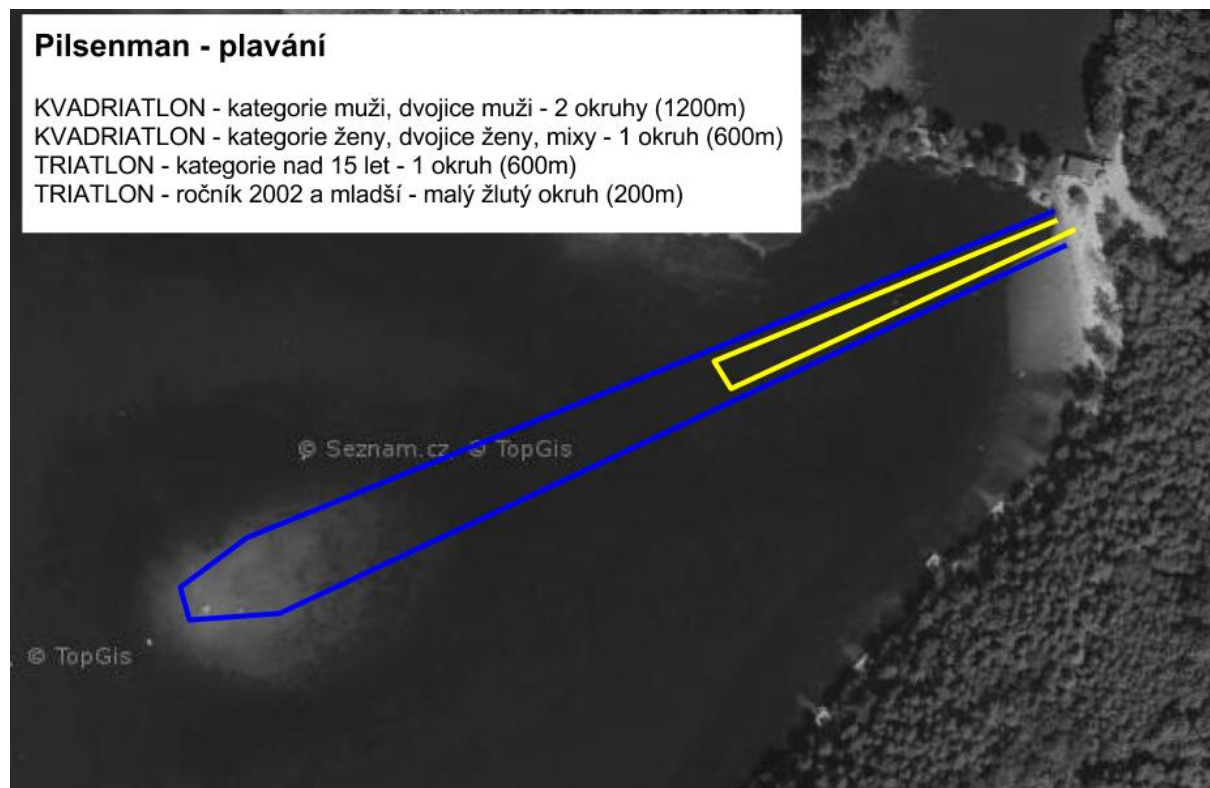 Pilsenman - plavání
KVADRIATLON - kategorie muži, dvojice muži - 2 okruhy (1200m)
KVADRIATLON - kategorie ženy, dvojice ženy, mixy - 1 okruh (600m)
TRIATLON - kategorie nad 15 let - 1 okruh (600m)
TRIATLON - ročník 2002 a mladší - malý žlutý okruh (200m)
© Seznam.cz, © TopGis
, © TopGis